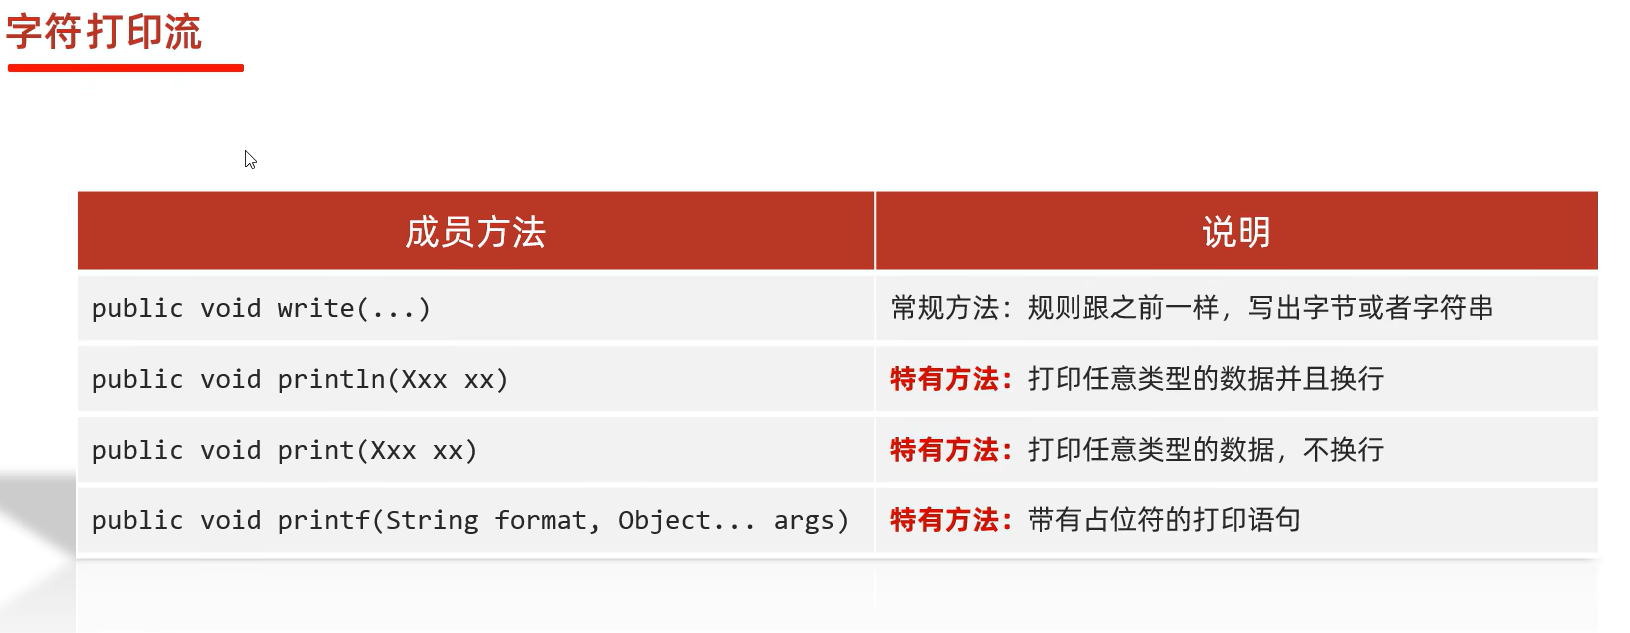 字符打印流
成员方法 说明
public void write(...) 常规方法：规则跟之前一样，写出字节或者字符串
public void println(Xxx xx) 特有方法：打印任意类型的数据并且换行
public void print(Xxx xx) 特有方法：打印任意类型的数据，不换行
public void printf(String format, Object... args) 特有方法：带有占位符的打印语句